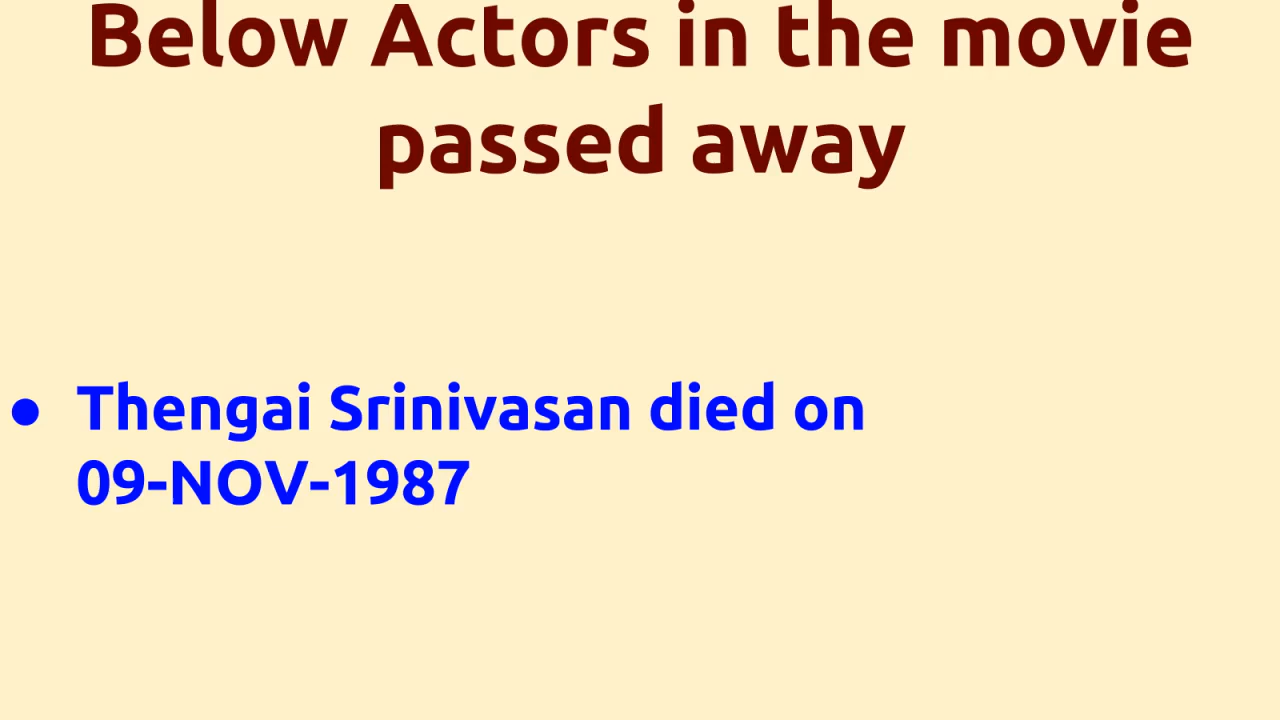 Below Actors in the movie
passed away
● Thengai Srinivasan died on
09-NOV-1987